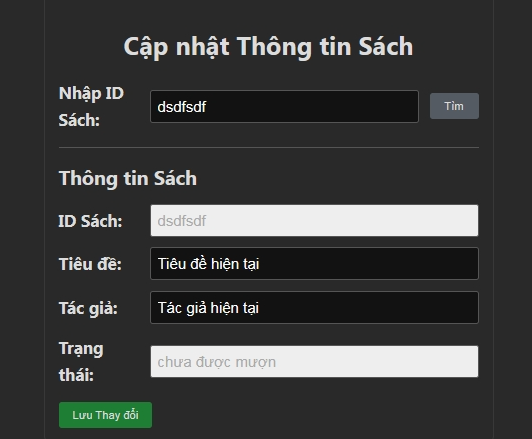 Cập nhật Thông tin Sách
Nhập ID
Sách:
dsdfsdf
Tìm
Thông tin Sách
ID Sách:
dsdfsdf
Tiêu đề:
Tiêu đề hiện tại
Tác giả:
Tác giả hiện tại
Trạng
thái:
chưa được mượn
Lưu Thay đổi